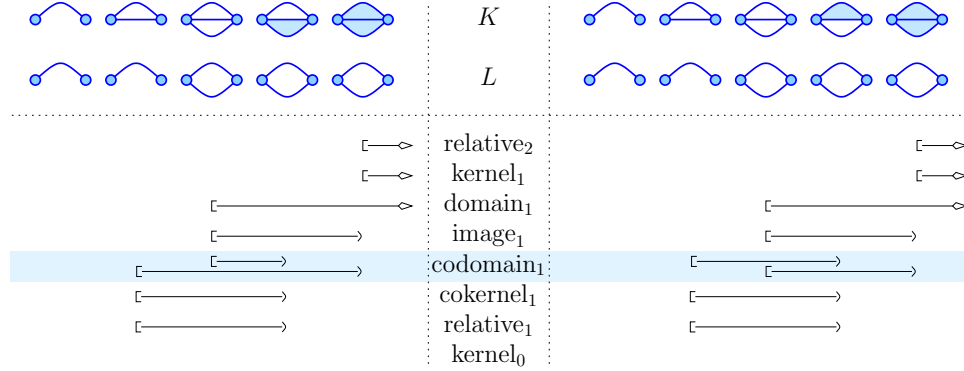 K
L
relative₂
kernel₁
domain₁
image₁
codomain₁
cokernel₁
relative₁
kernel₀